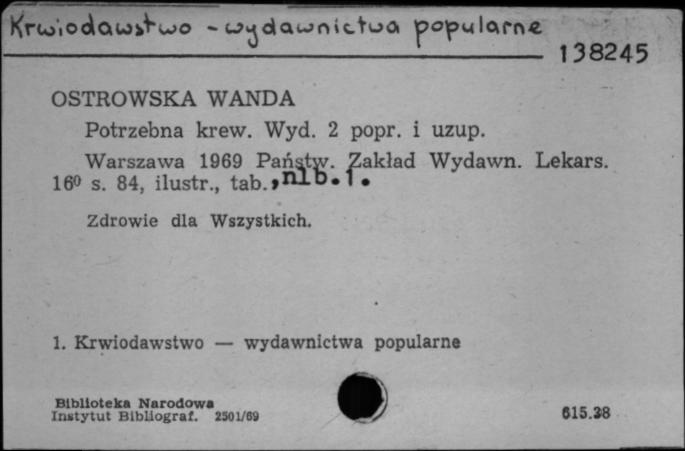 Krwiodawstwo - wydawnictwa popularne
138245
OSTROWSKA WANDA
Potrzebna krew. Wyd. 2 popr. i uzup.
Warszawa 1969 Państw. Zakład Wydawn. Lekars.
16º s. 84, ilustr., tab., nlb. 1.
Zdrowie dla Wszystkich.
1. Krwiodawstwo — wydawnictwa popularne
Biblioteka Narodowa
Instytut Bibliograf. 2501/69
615.38